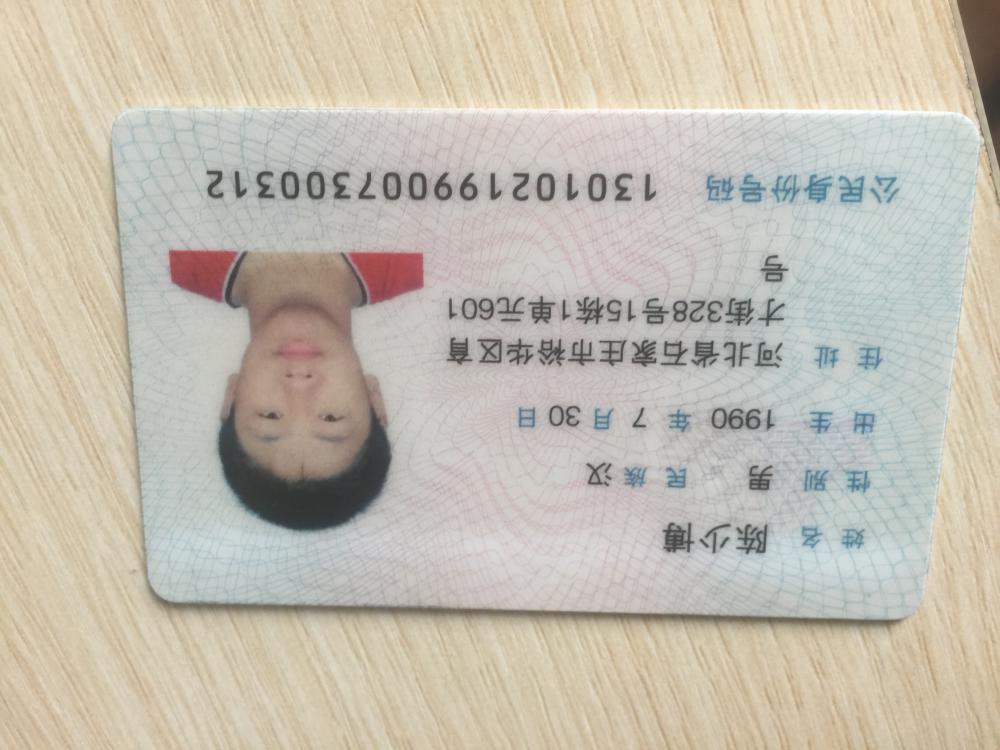 姓名 陈少博
性别 男 民族 汉
出生 1990 年 7 月 30 日
住址 河北省石家庄市裕华区育
才街328号15栋1单元601
号
公民身份号码 130102199007300312